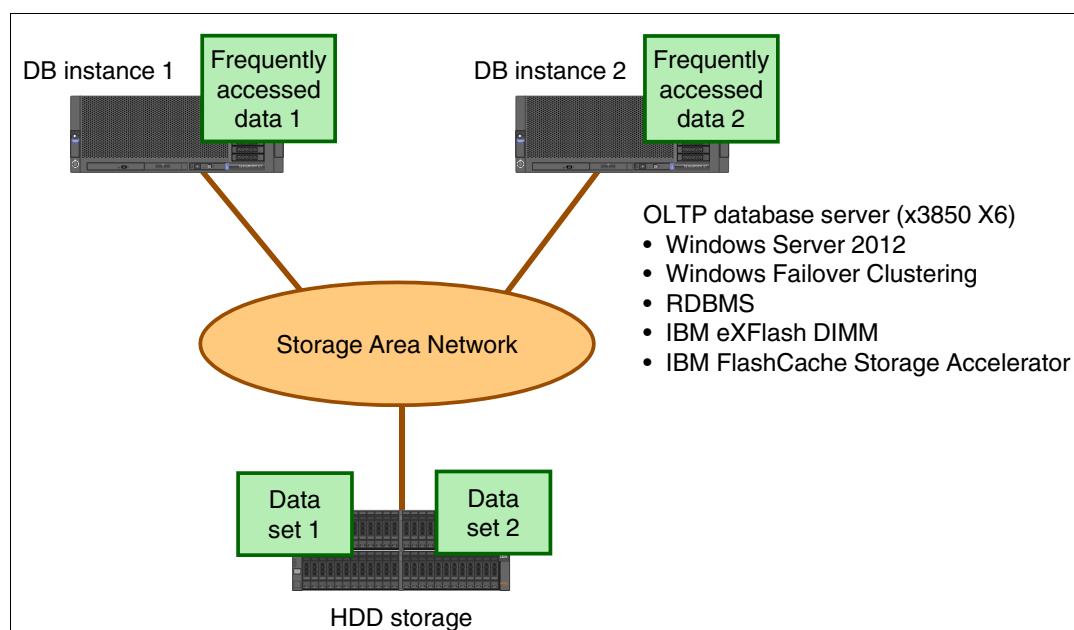 DB instance 1
Frequently
accessed
data 1
DB instance 2
Frequently
accessed
data 2
OLTP database server (x3850 X6)
• Windows Server 2012
• Windows Failover Clustering
• RDBMS
• IBM eXFlash DIMM
• IBM FlashCache Storage Accelerator
Storage Area Network
Data
set 1
Data
set 2
HDD storage